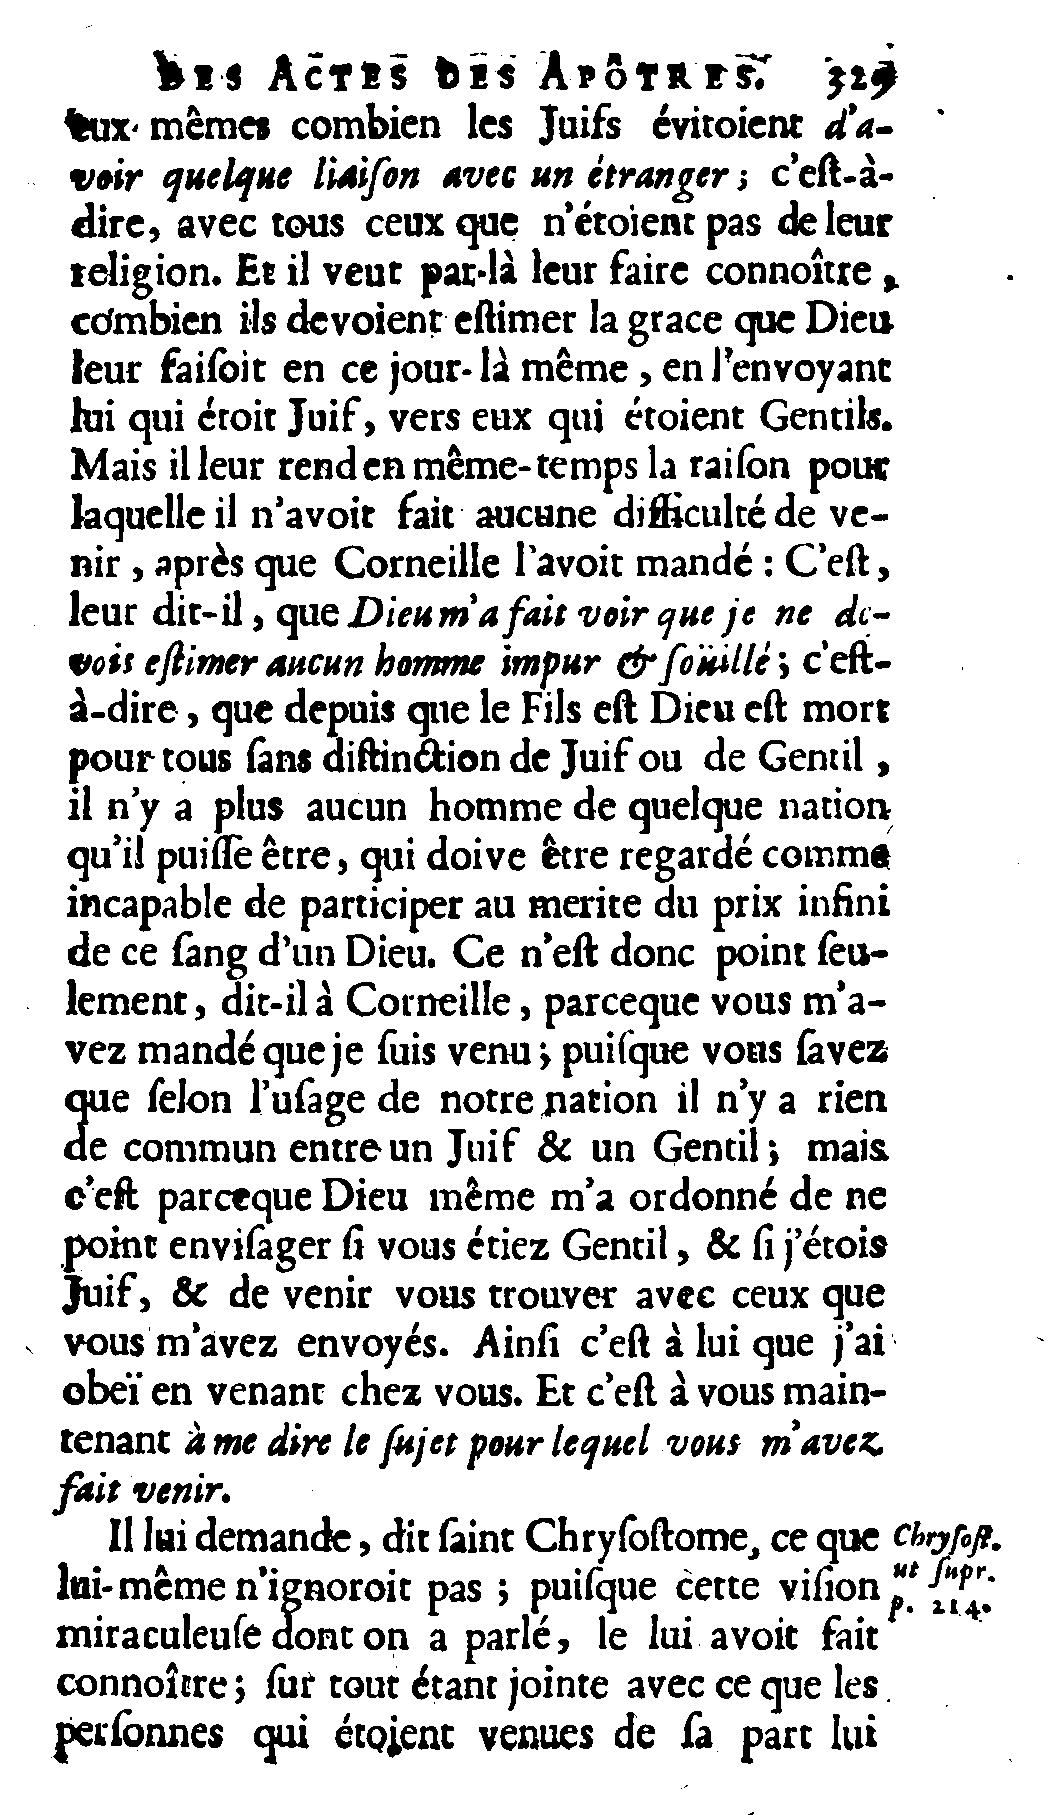 DES ACTES DES APÔTRES. 329
eux-mêmes combien les Juifs évitoient d'a-
voir quelque liaiſon avec un étranger; c'eſt-à-
dire, avec tous ceux que n'étoient pas de leur
religion. Et il veut par-là leur faire connoître,
combien ils devoient eſtimer la grace que Dieu
leur faiſoit en ce jour-là même, en l'envoyant
lui qui étoit Juif, vers eux qui étoient Gentils.
Mais il leur rend en même-temps la raiſon pour
laquelle il n'avoit fait aucune difficulté de ve-
nir, après que Corneille l'avoit mandé: C'eſt,
leur dit-il, que Dieu m'a fait voir que je ne de-
vois eſtimer aucun homme impur & ſoüillé; c'eſt-
à-dire, que depuis que le Fils eſt Dieu eſt mort
pour tous ſans diſtinction de Juif ou de Gentil,
il n'y a plus aucun homme de quelque nation
qu'il puiſſe être, qui doive être regardé comme
incapable de participer au merite du prix infini
de ce ſang d'un Dieu. Ce n'eſt donc point ſeu-
lement, dit-il à Corneille, parceque vous m'a-
vez mandé que je ſuis venu; puiſque vous ſavez
que ſelon l'uſage de notre nation il n'y a rien
de commun entre un Juif & un Gentil; mais
c'eſt parceque Dieu même m'a ordonné de ne
point enviſager ſi vous étiez Gentil, & ſi j'étois
Juif, & de venir vous trouver avec ceux que
vous m'avez envoyés. Ainſi c'eſt à lui que j'ai
obeï en venant chez vous. Et c'eſt à vous main-
tenant à me dire le ſujet pour lequel vous m'avez
fait venir.
Il lui demande, dit ſaint Chryſoſtome, ce que
lui-même n'ignoroit pas; puiſque cette viſion
miraculeuſe dont on a parlé, le lui avoit fait
connoître; ſur tout étant jointe avec ce que les
perſonnes qui étoient venues de ſa part lui
Chryſoſt.
ut ſupr.
p. 214.